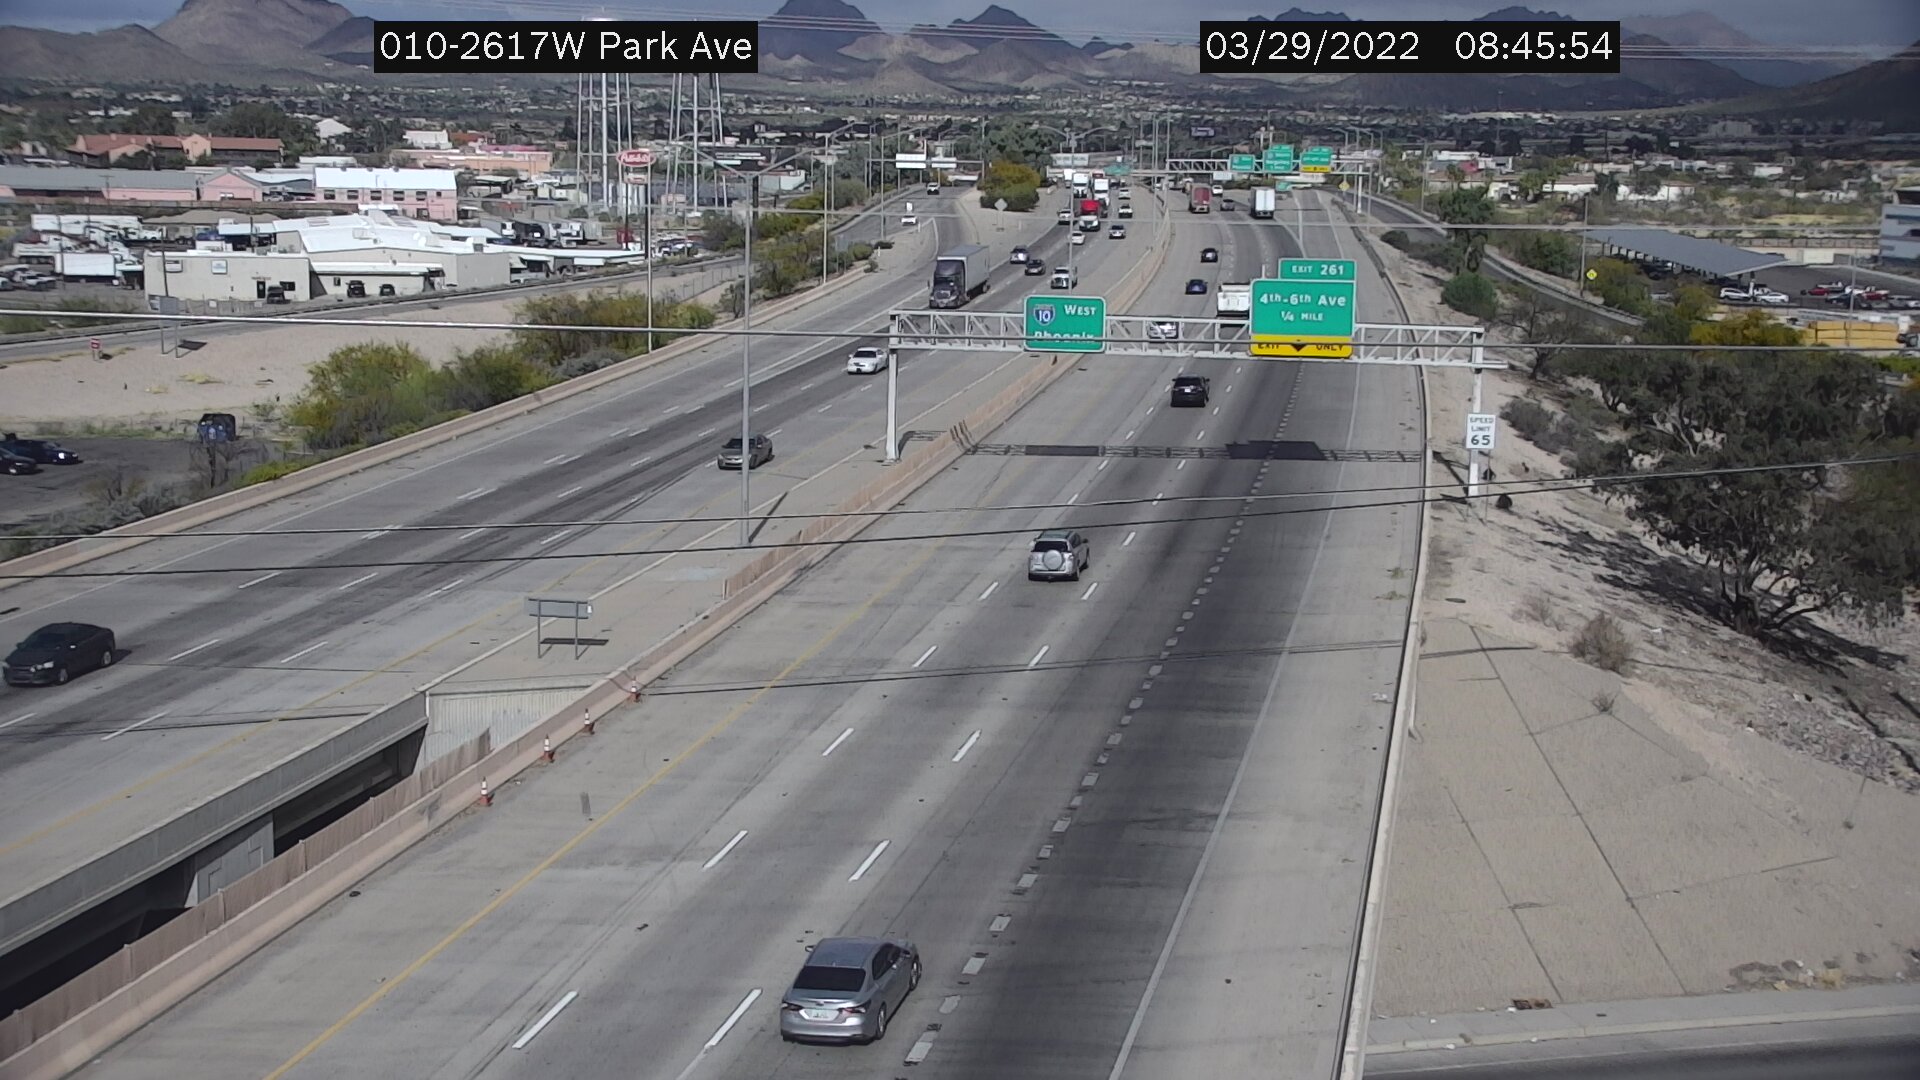 010-2617W Park Ave
03/29/2022 08:45:54
EXIT 261
4th-6th Ave
1/4 MILE
EXIT ONLY
10 WEST
Phoenix
SPEED
LIMIT
65